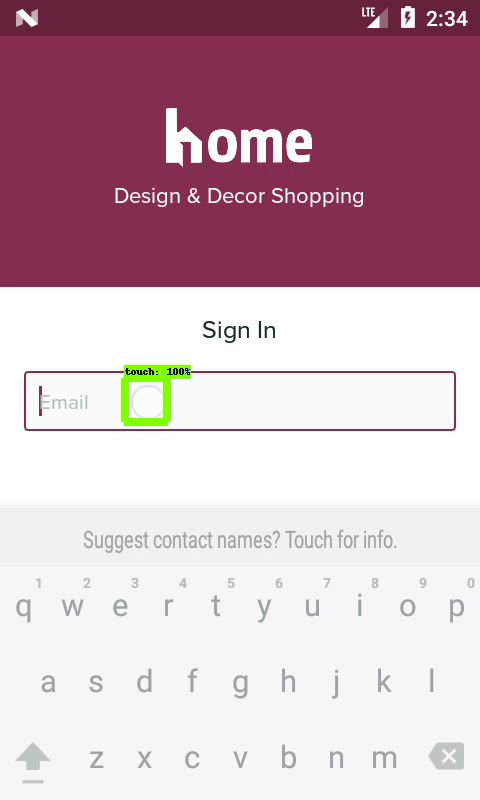 LTE 2:34
home
Design & Decor Shopping
Sign In
touch: 100%
Email
Suggest contact names? Touch for info.
1 2 3 4 5 6 7 8 9 0
q w e r t y u i o p
a s d f g h j k l
z x c v b n m